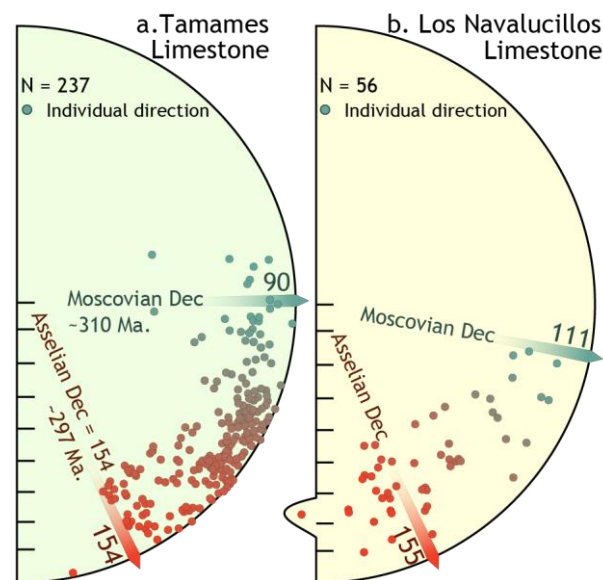 a.Tamames
Limestone
N = 237
Individual direction
90
Moscovian Dec
~310 Ma.
Asselian Dec = 154
~297 Ma.
154
b. Los Navalucillos
Limestone
N = 56
Individual direction
111
Moscovian Dec
Asselian Dec
155